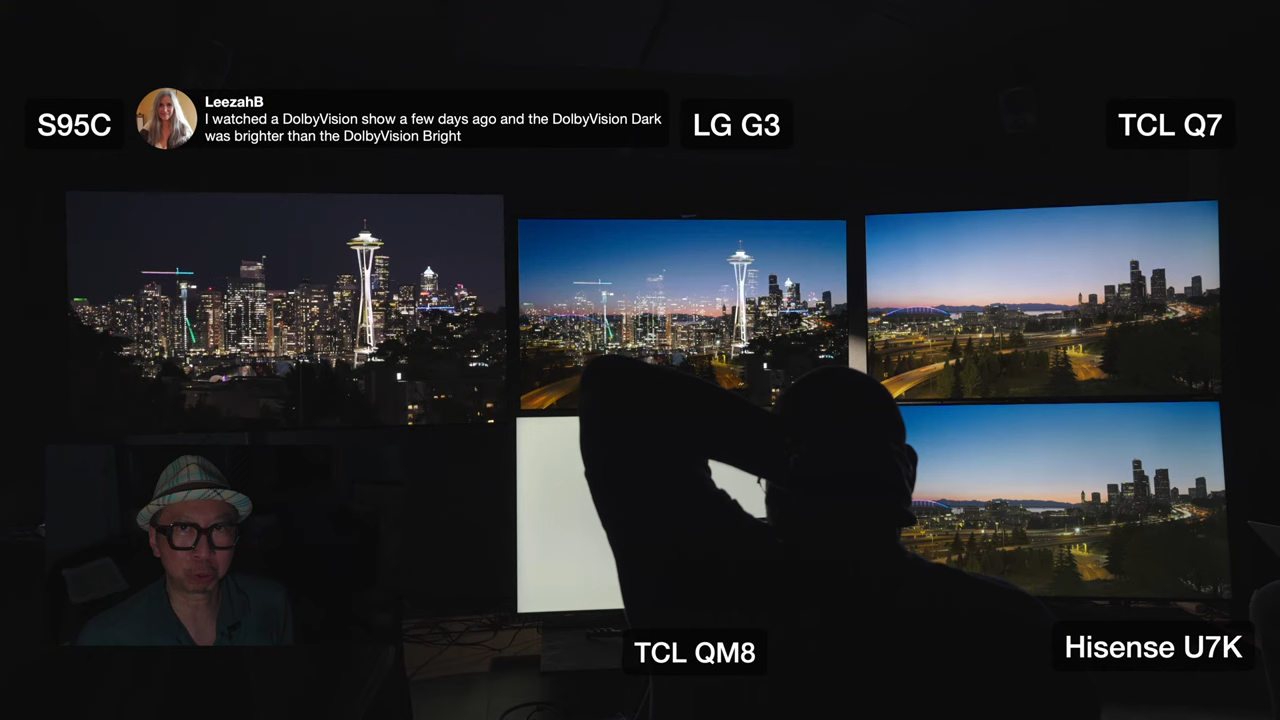 S95C
LeezahB
I watched a DolbyVision show a few days ago and the DolbyVision Dark
was brighter than the DolbyVision Bright
LG G3
TCL Q7
TCL QM8
Hisense U7K